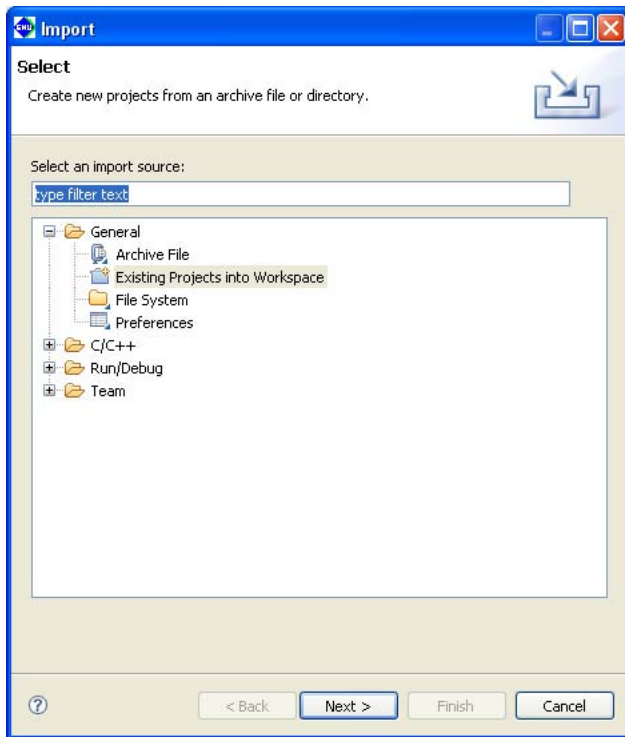 GNU Import
Select
Create new projects from an archive file or directory.
Select an import source:
type filter text
General
Archive File
Existing Projects into Workspace
File System
Preferences
C/C++
Run/Debug
Team
? < Back Next > Finish Cancel